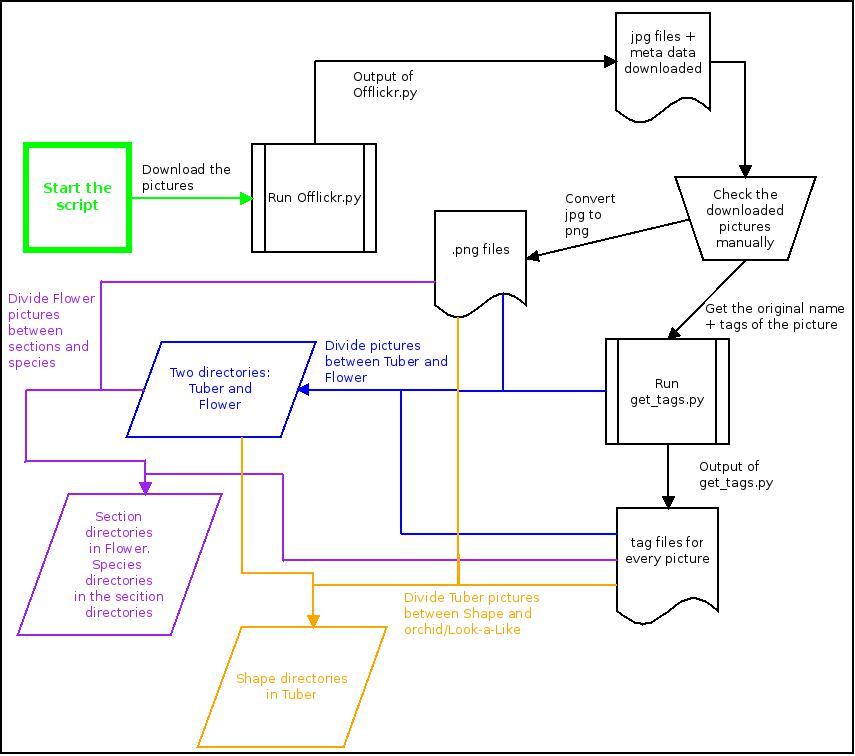 jpg files +
meta data
downloaded
Output of
Offlickr.py
Start the
script
Download the
pictures
Run Offlickr.py
Check the
downloaded
pictures
manually
Convert
jpg to
png
.png files
Divide Flower
pictures
between
sections and
species
Get the original name
+ tags of the picture
Divide pictures
between Tuber and
Flower
Two directories:
Tuber and
Flower
Run
get_tags.py
Output of
get_tags.py
Section
directories
in Flower.
Species
directories
in the secition
directories
tag files for
every picture
Divide Tuber pictures
between Shape and
orchid/Look-a-Like
Shape directories
in Tuber